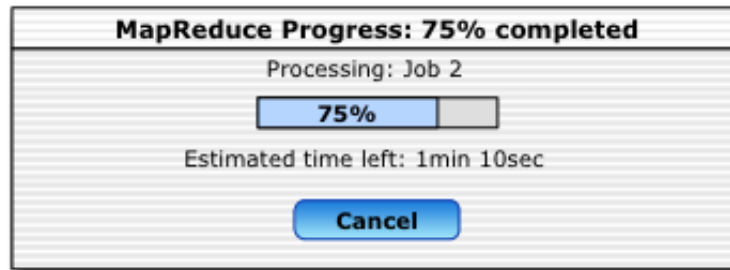 MapReduce Progress: 75% completed
Processing: Job 2
75%
Estimated time left: 1min 10sec
Cancel